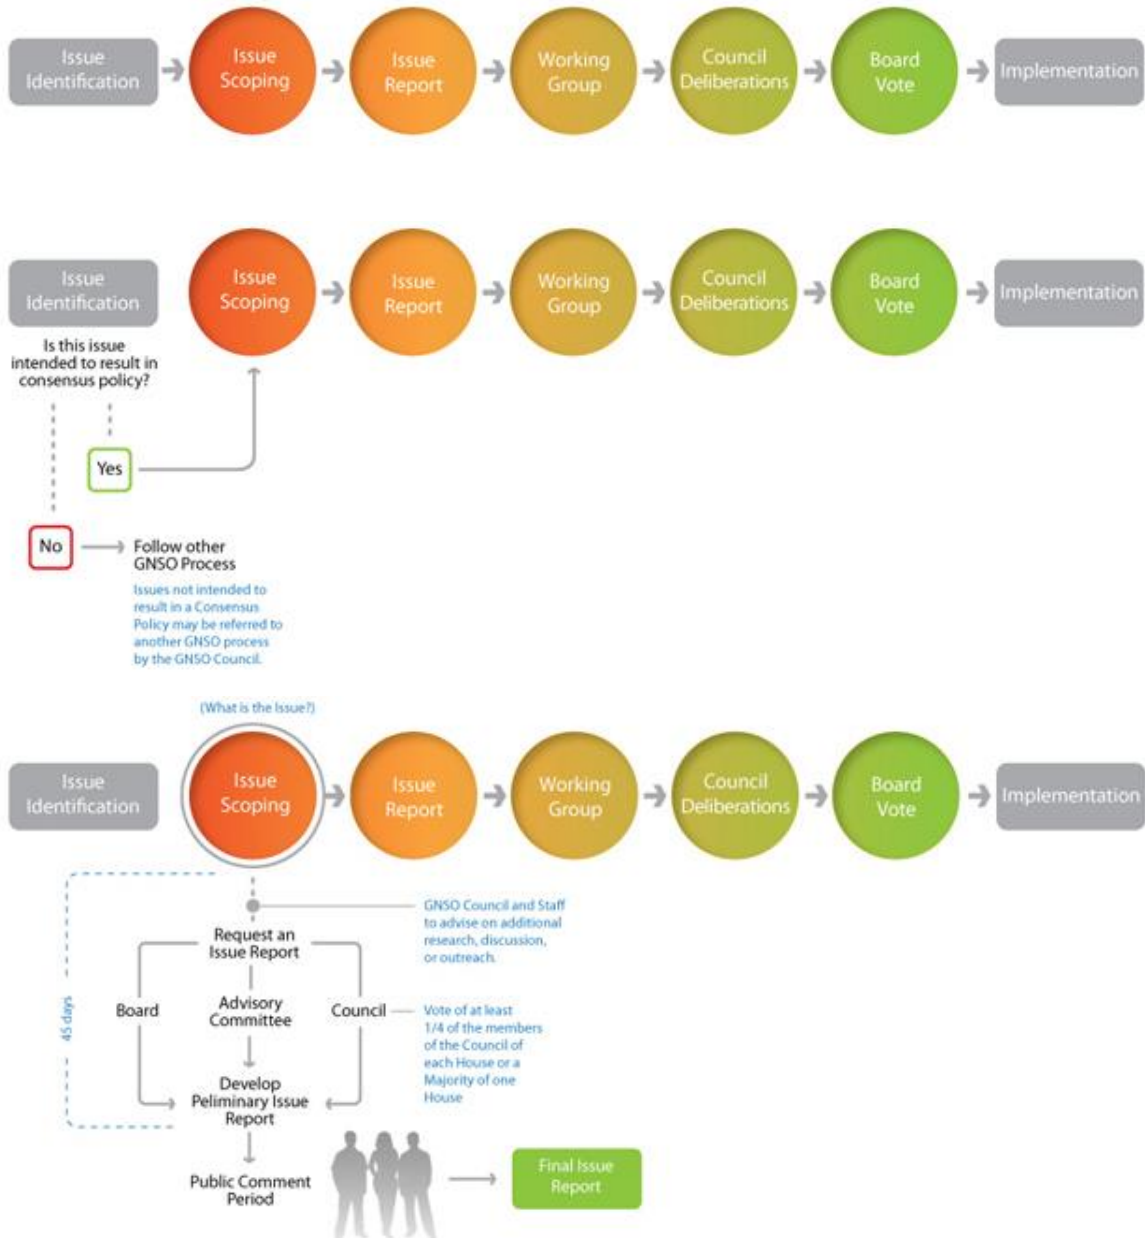 Issue
Identification
Issue
Scoping
Issue
Report
Working
Group
Council
Deliberations
Board
Vote
Implementation
Issue
Identification
Issue
Scoping
Issue
Report
Working
Group
Council
Deliberations
Board
Vote
Implementation
Is this issue
intended to result in
consensus policy?
Yes
No
Follow other
GNSO Process
Issues not intended to
result in a Consensus
Policy may be referred to
another GNSO process
by the GNSO Council.
(What is the Issue?)
Issue
Identification
Issue
Scoping
Issue
Report
Working
Group
Council
Deliberations
Board
Vote
Implementation
45 days
Request an
Issue Report
GNSO Council and Staff
to advise on additional
research, discussion,
or outreach.
Board
Advisory
Committee
Council
Vote of at least
1/4 of the members
of the Council of
each House or a
Majority of one
House
Develop
Peliminary Issue
Report
Public Comment
Period
Final Issue
Report